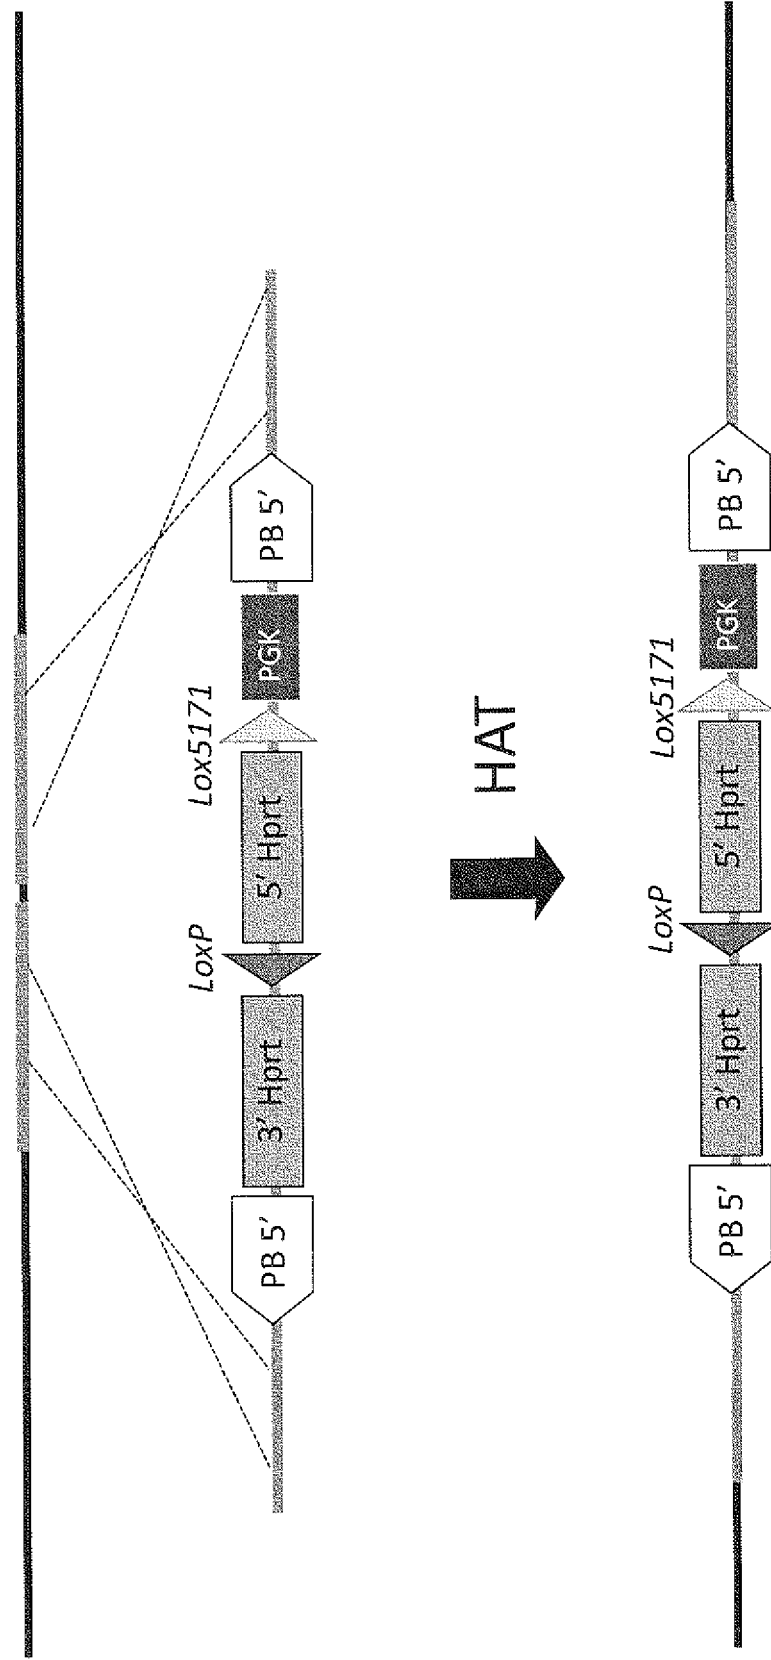 LoxP
Lox5171
PB 5'
3' Hprt
5' Hprt
PGK
PB 5'
HAT
LoxP
Lox5171
PB 5'
3' Hprt
5' Hprt
PGK
PB 5'